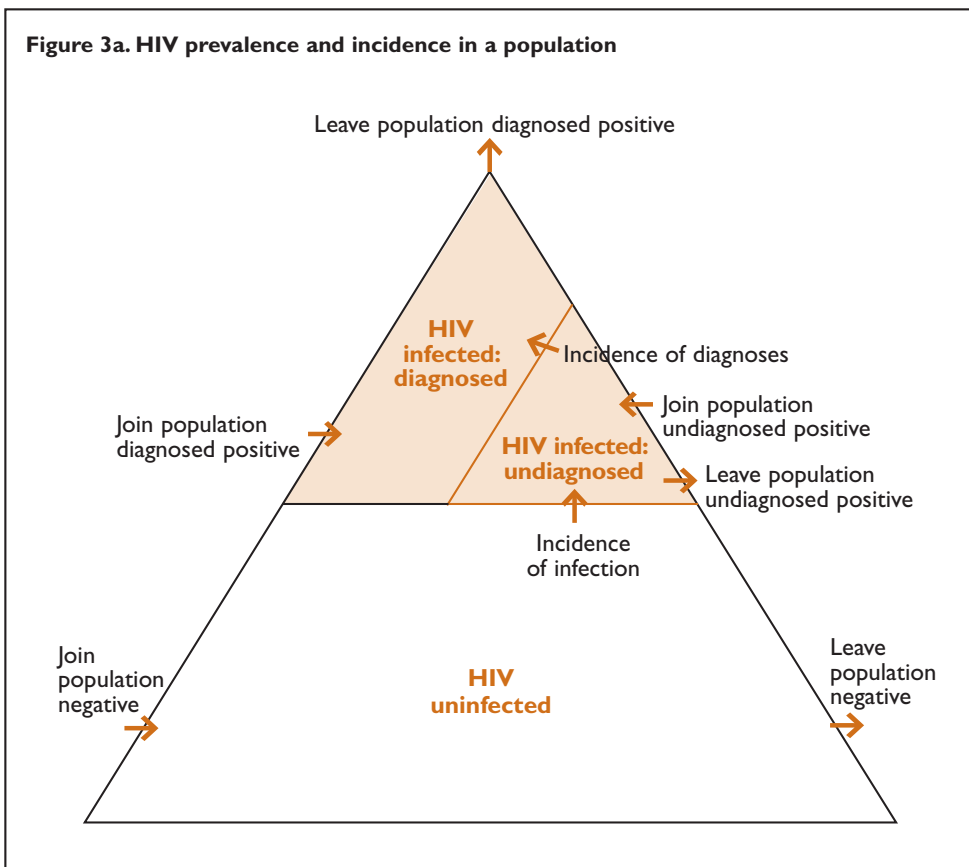 Figure 3a. HIV prevalence and incidence in a population
Leave population diagnosed positive
HIV
infected:
diagnosed
Incidence of diagnoses
Join population
diagnosed positive
Join population
undiagnosed positive
HIV infected:
undiagnosed
Leave population
undiagnosed positive
Incidence
of infection
Join
population
negative
HIV
uninfected
Leave
population
negative